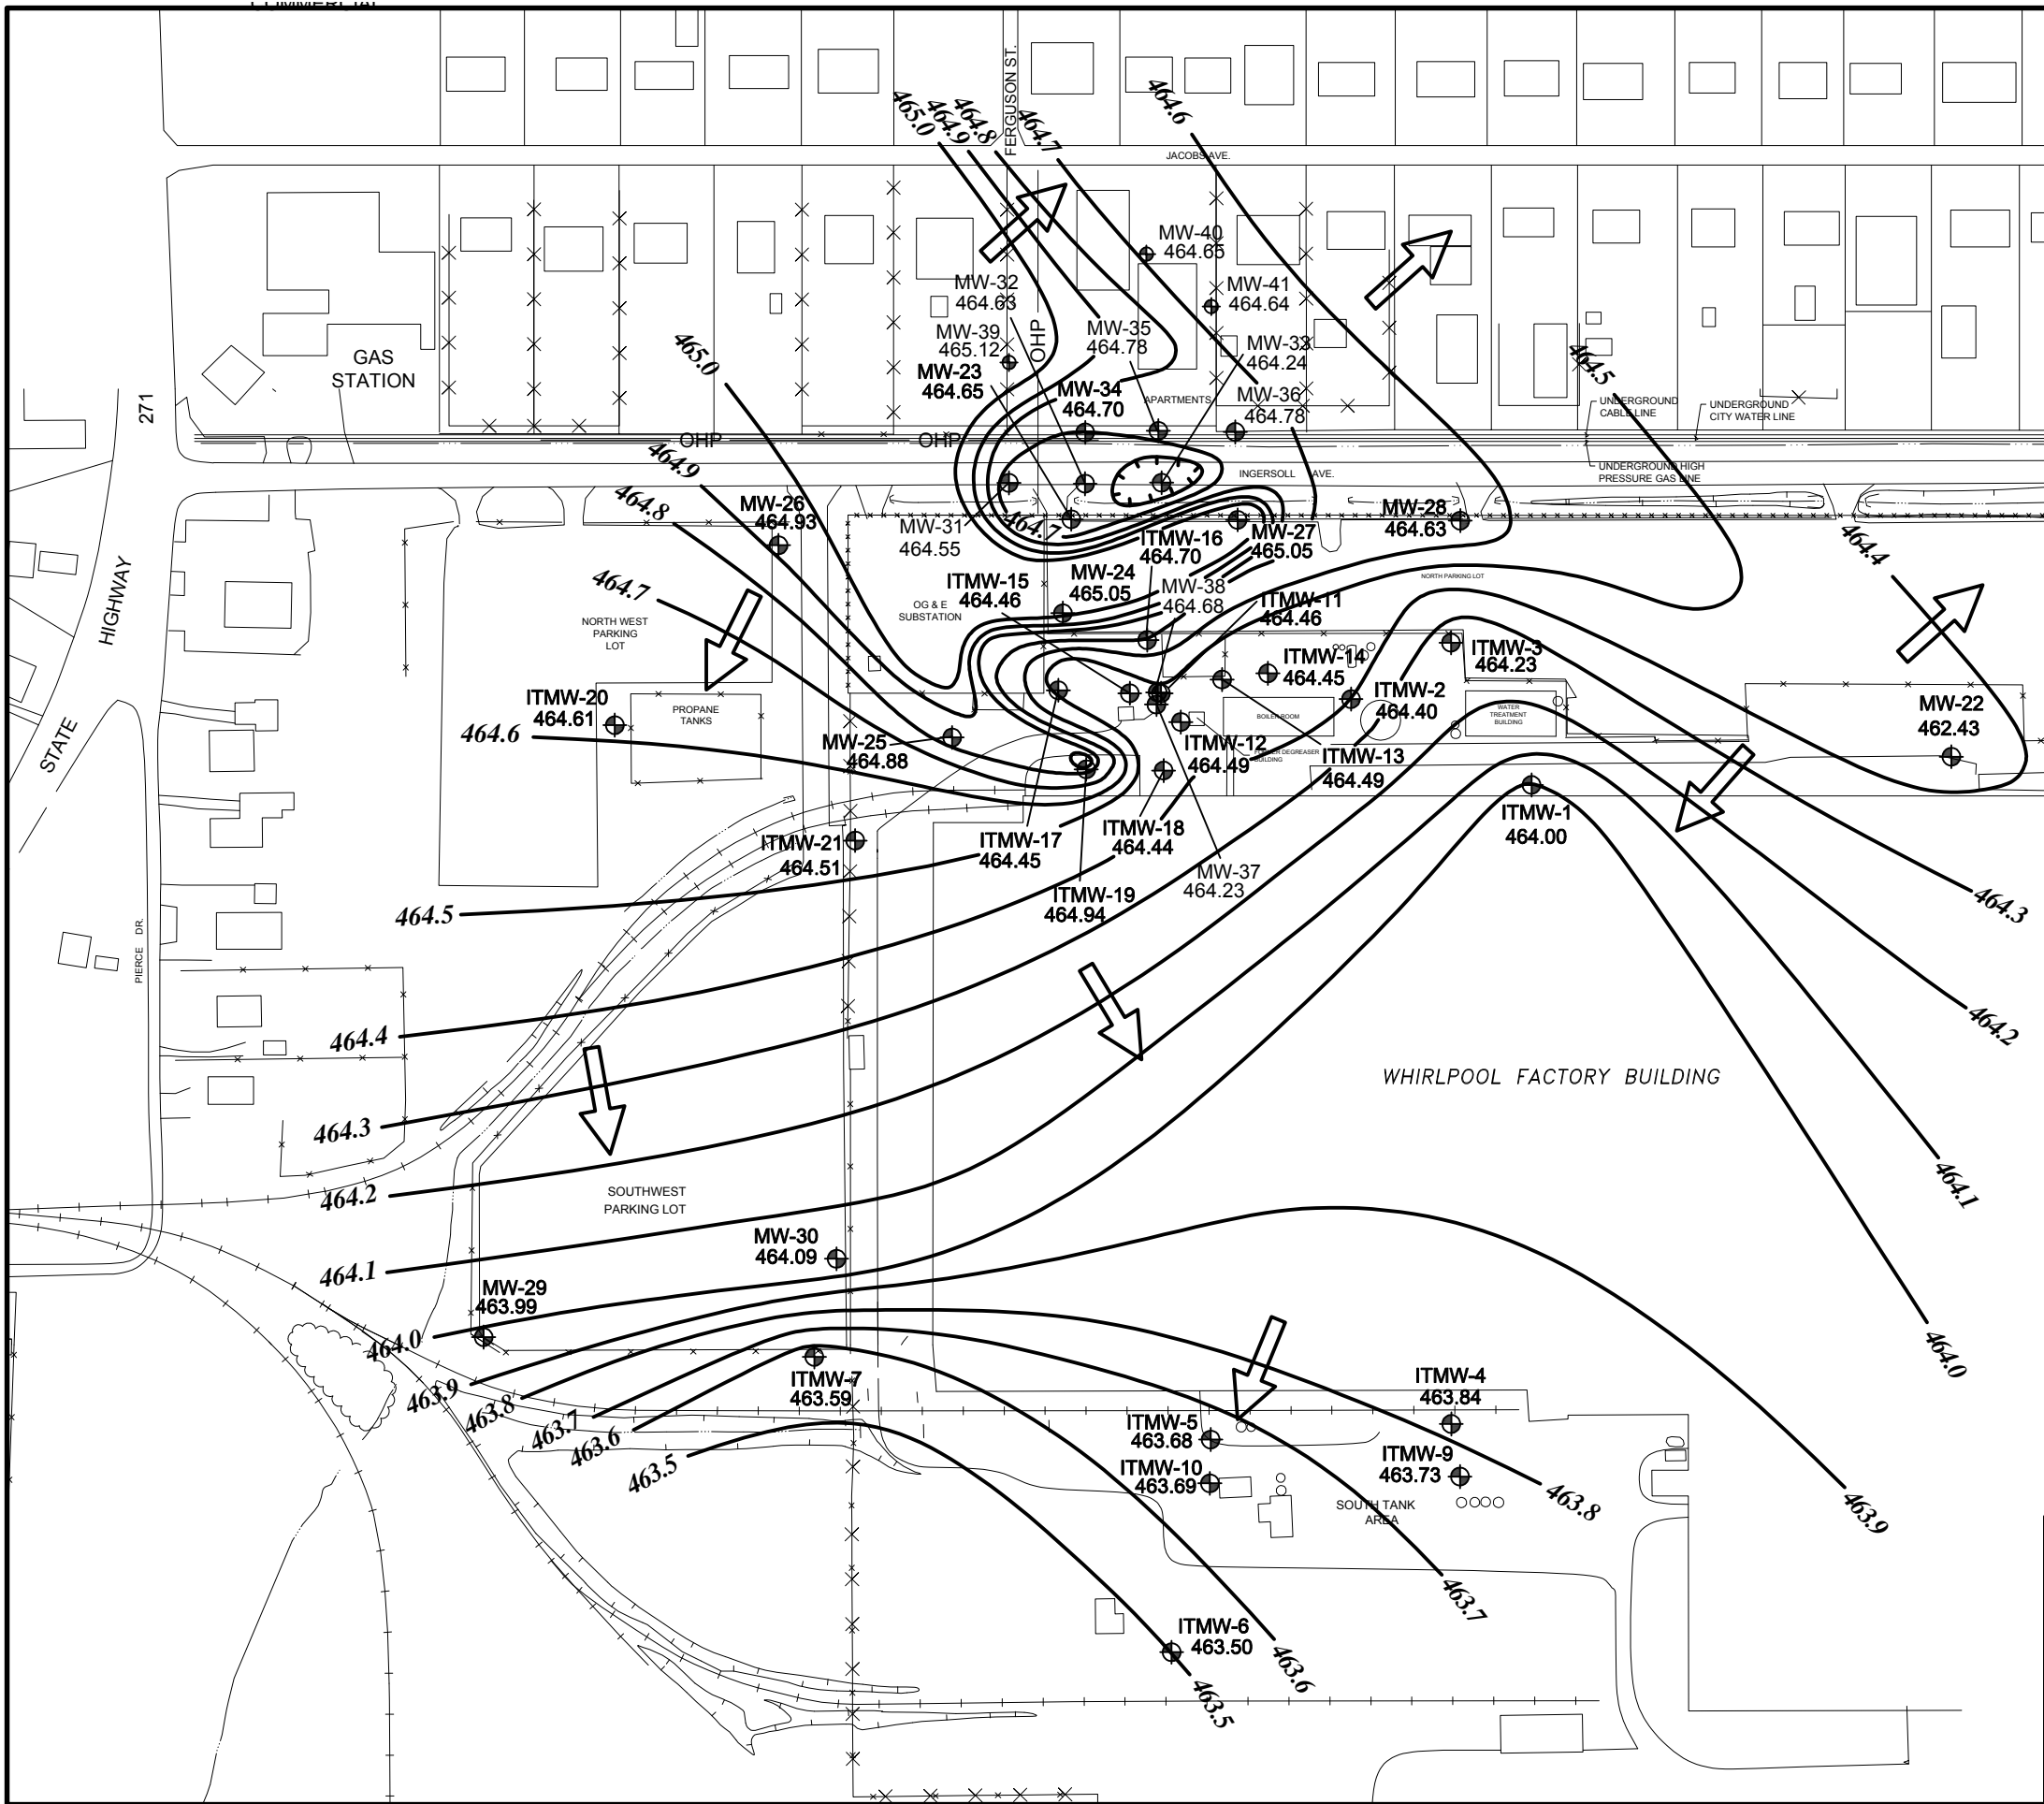 FERGUSON ST.
465.0
464.9
464.8
464.7
464.6
JACOBS AVE.
MW-40
464.65
MW-32
464.63
MW-41
464.64
MW-39
465.12
OHP
MW-35
464.78
MW-33
464.24
465.0
MW-23
464.65
MW-34
464.70
APARTMENTS
MW-36
464.78
464.5
GAS
STATION
271
UNDERGROUND
CABLE LINE
UNDERGROUND
CITY WATER LINE
OHP
OHP
464.9
INGERSOLL AVE.
UNDERGROUND HIGH
PRESSURE GAS LINE
464.8
MW-26
464.93
MW-31
464.55
464.7
ITMW-16
464.70
MW-27
465.05
MW-28
464.63
464.4
464.7
ITMW-15
464.46
MW-24
465.05
MW-38
464.68
NORTH PARKING LOT
ITMW-11
464.46
HIGHWAY
NORTH WEST
PARKING
LOT
OG & E
SUBSTATION
ITMW-14
464.45
ITMW-3
464.23
ITMW-20
464.61
PROPANE
TANKS
ITMW-2
464.40
BOILER ROOM
WATER
TREATMENT
BUILDING
MW-22
462.43
STATE
464.6
MW-25
464.88
ITMW-12
464.49
DEGREASER
BUILDING
ITMW-13
464.49
ITMW-1
464.00
ITMW-21
464.51
ITMW-17
464.45
ITMW-18
464.44
MW-37
464.23
ITMW-19
464.94
464.5
464.3
PIERCE DR.
464.4
464.2
WHIRLPOOL FACTORY BUILDING
464.3
464.2
SOUTHWEST
PARKING LOT
464.1
464.1
MW-30
464.09
MW-29
463.99
464.0
464.0
463.9
ITMW-7
463.59
ITMW-4
463.84
463.8
463.7
463.6
463.5
ITMW-5
463.68
ITMW-10
463.69
ITMW-9
463.73
SOUTH TANK
AREA
463.8
463.9
463.7
ITMW-6
463.50
463.6
463.5